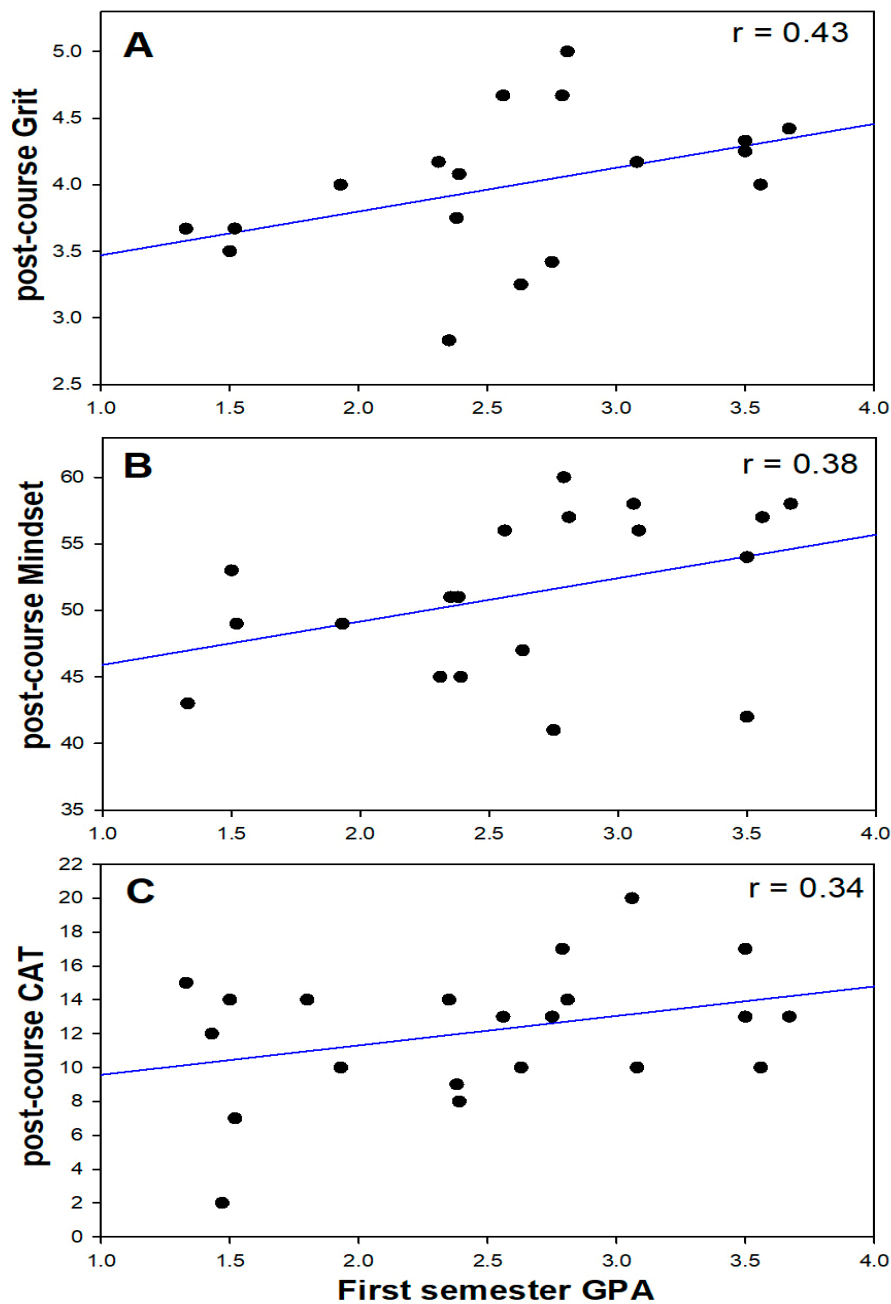 A
r = 0.43
post-course Grit
5.0
4.5
4.0
3.5
3.0
2.5
1.0 1.5 2.0 2.5 3.0 3.5 4.0
B
r = 0.38
post-course Mindset
60
55
50
45
40
35
1.0 1.5 2.0 2.5 3.0 3.5 4.0
C
r = 0.34
post-course CAT
22
20
18
16
14
12
10
8
6
4
2
0
1.0 1.5 2.0 2.5 3.0 3.5 4.0
First semester GPA